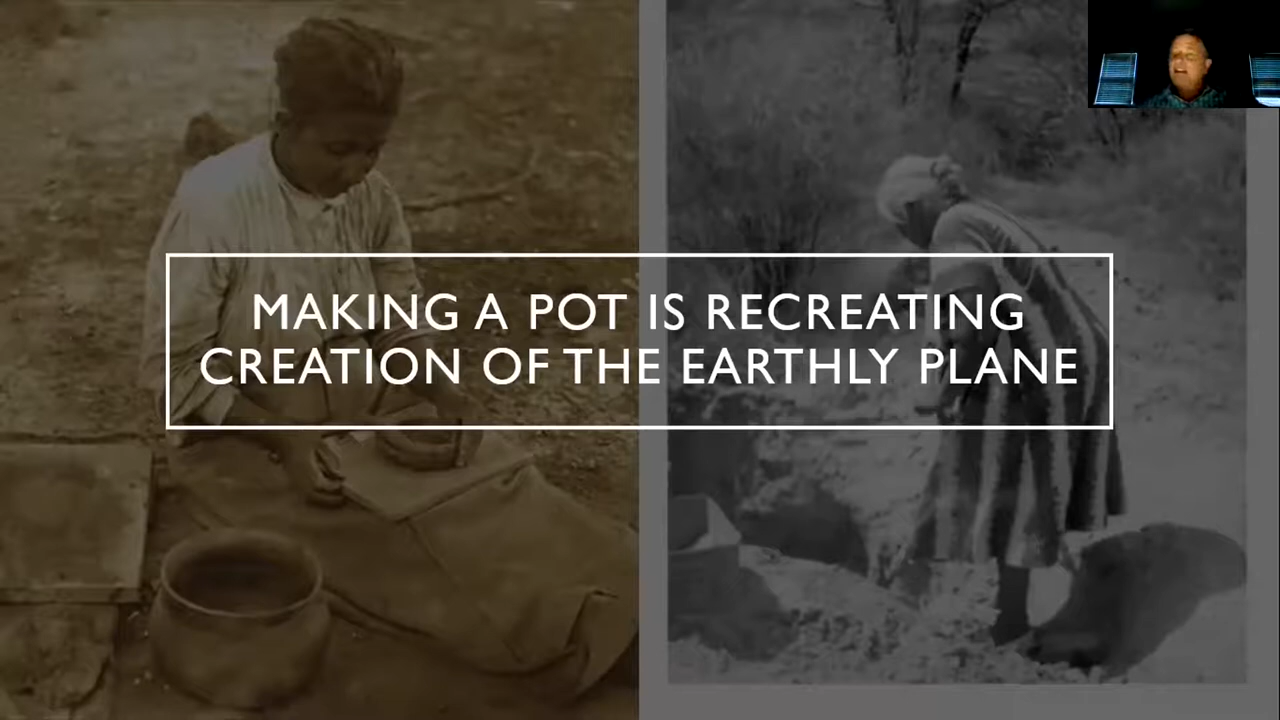 MAKING A POT IS RECREATING
CREATION OF THE EARTHLY PLANE